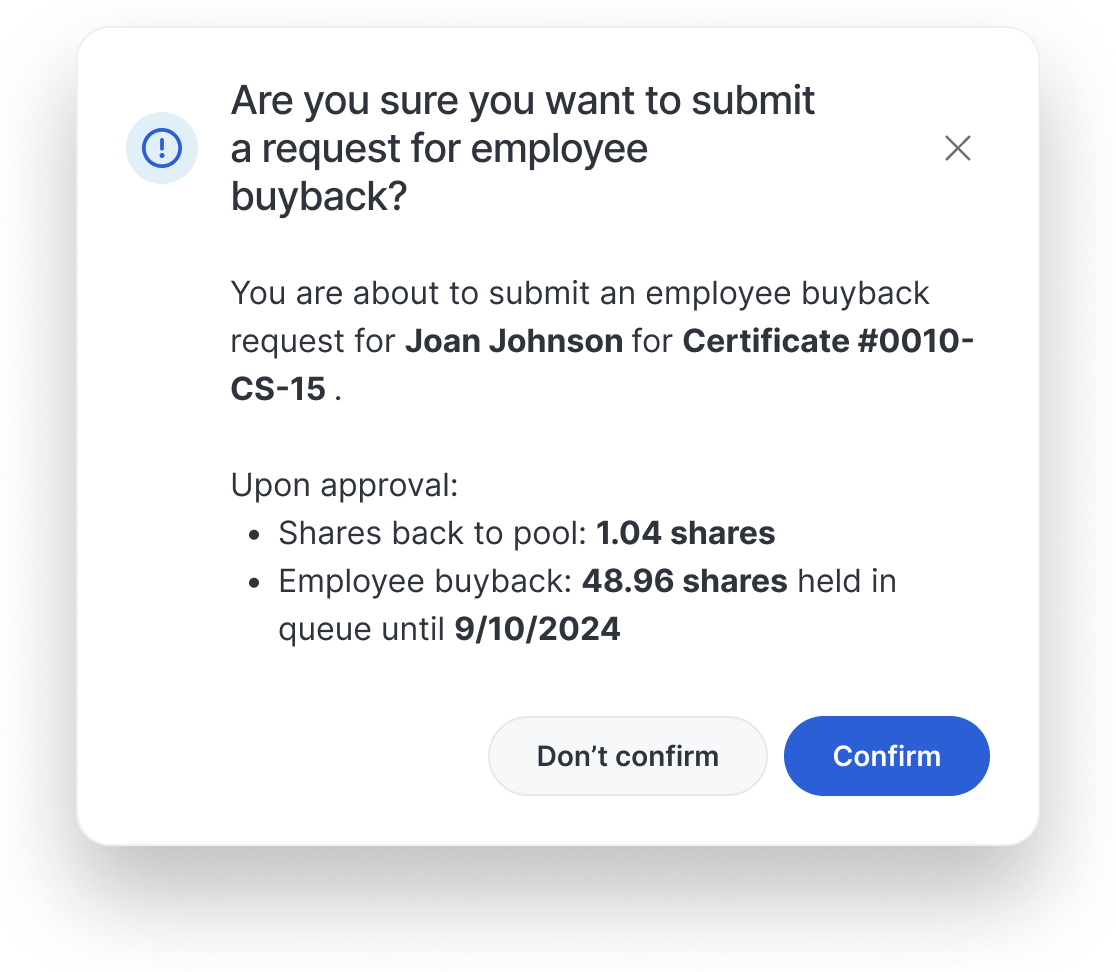 Are you sure you want to submit
a request for employee
buyback?
You are about to submit an employee buyback
request for Joan Johnson for Certificate #0010-
CS-15 .
Upon approval:
• Shares back to pool: 1.04 shares
• Employee buyback: 48.96 shares held in
queue until 9/10/2024
Don’t confirm
Confirm